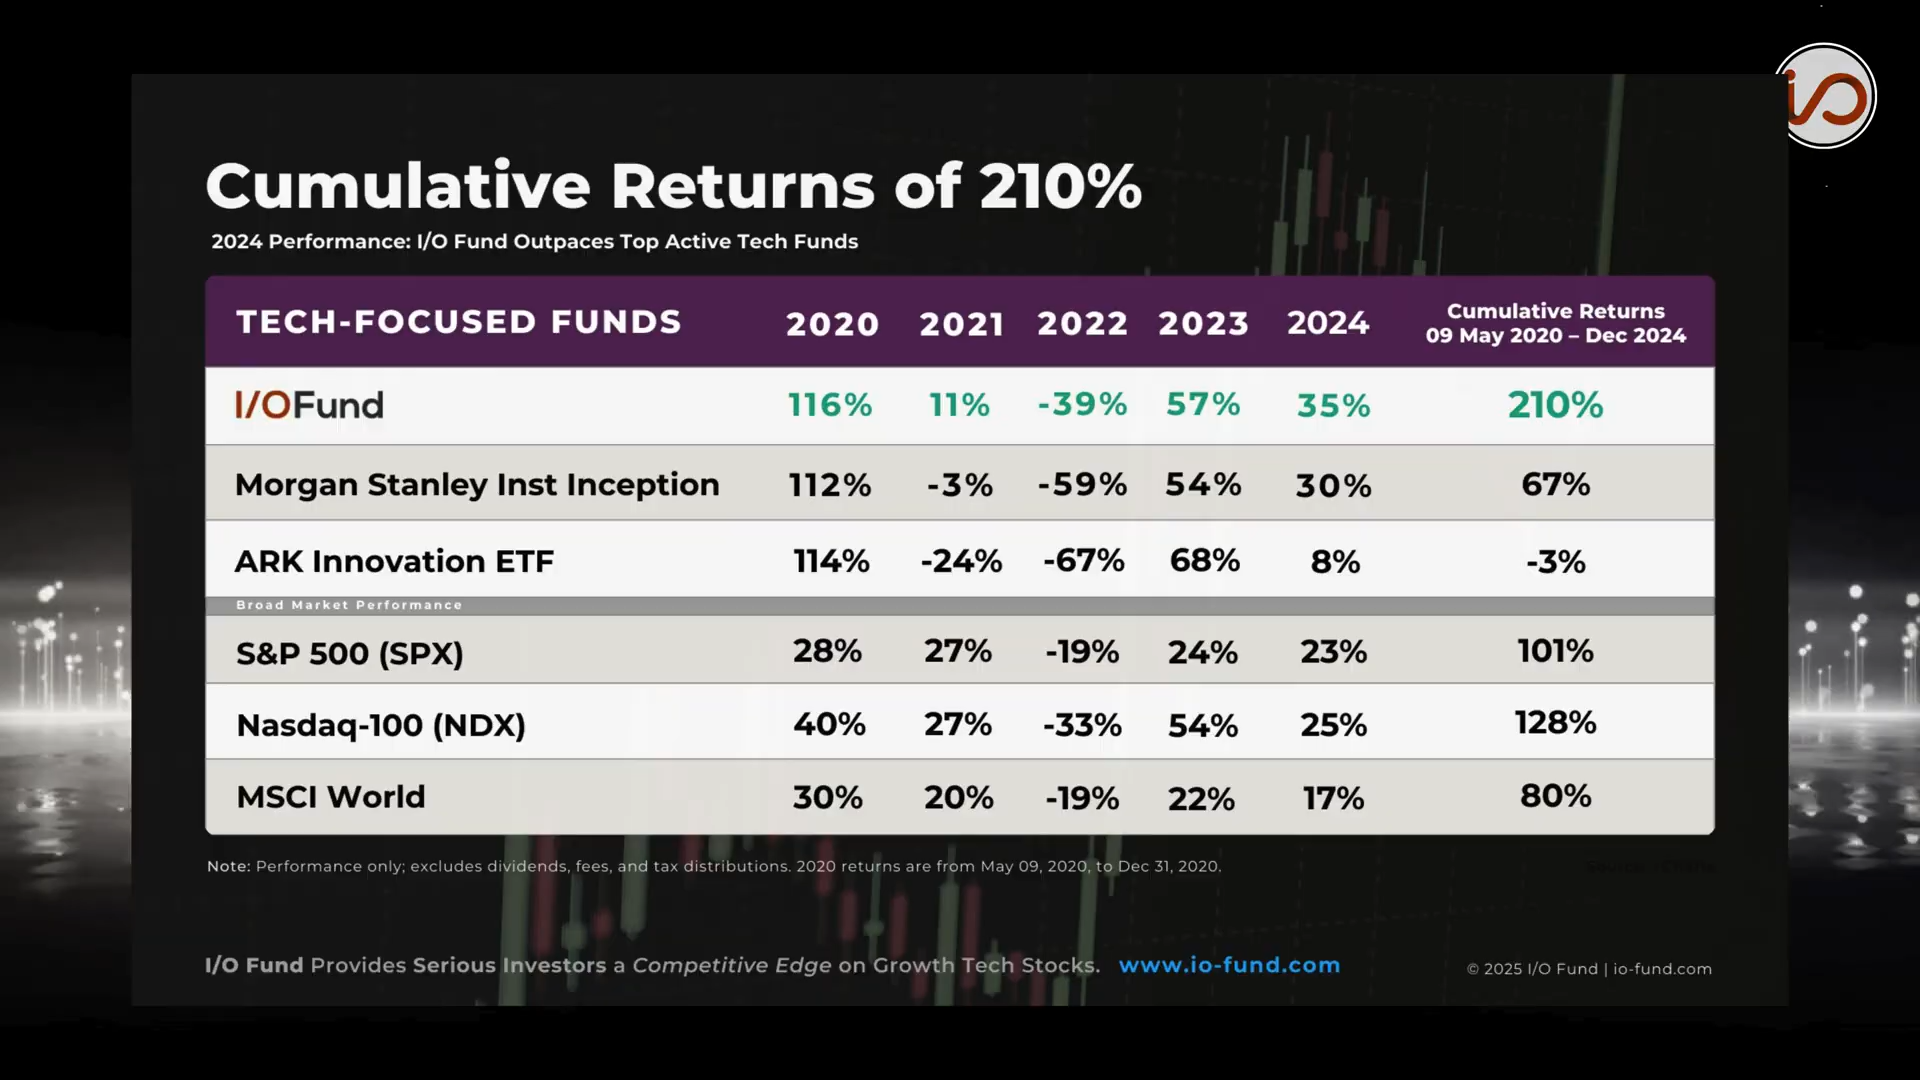 io
Cumulative Returns of 210%
2024 Performance: I/O Fund Outpaces Top Active Tech Funds
TECH-FOCUSED FUNDS 2020 2021 2022 2023 2024 Cumulative Returns 09 May 2020 – Dec 2024
I/OFund 116% 11% -39% 57% 35% 210%
Morgan Stanley Inst Inception 112% -3% -59% 54% 30% 67%
ARK Innovation ETF 114% -24% -67% 68% 8% -3%
Broad Market Performance
S&P 500 (SPX) 28% 27% -19% 24% 23% 101%
Nasdaq-100 (NDX) 40% 27% -33% 54% 25% 128%
MSCI World 30% 20% -19% 22% 17% 80%
Note: Performance only; excludes dividends, fees, and tax distributions. 2020 returns are from May 09, 2020, to Dec 31, 2020.
I/O Fund Provides Serious Investors a Competitive Edge on Growth Tech Stocks. www.io-fund.com © 2025 I/O Fund | io-fund.com